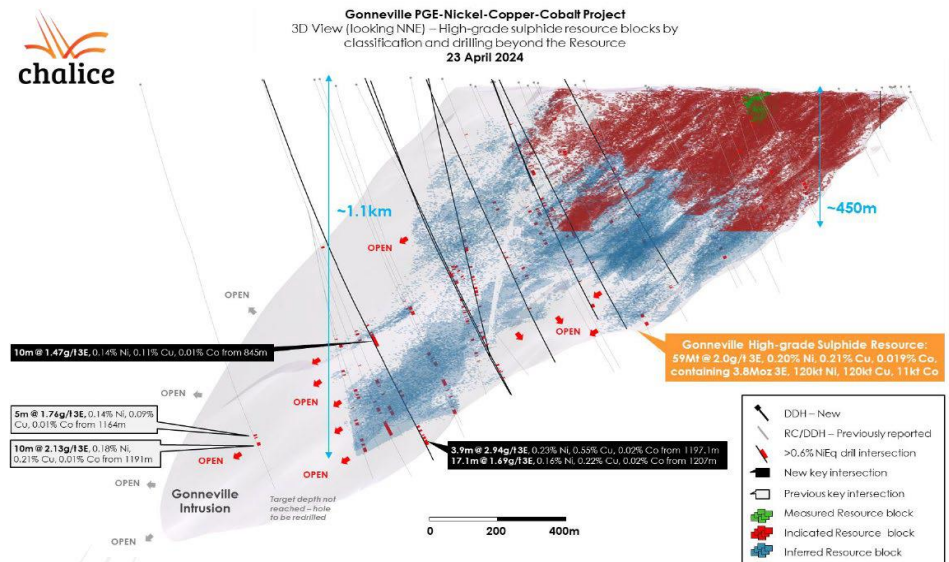 chalice
Gonneville PGE-Nickel-Copper-Cobalt Project
3D View (looking NNE) – High-grade sulphide resource blocks by
classification and drilling beyond the Resource
23 April 2024
~1.1km
~450m
OPEN
OPEN
OPEN
10m @ 1.47g/t 3E, 0.14% Ni, 0.11% Cu, 0.01% Co from 845m
Gonneville High-grade Sulphide Resource:
59Mt @ 2.0g/t 3E, 0.20% Ni, 0.21% Cu, 0.019% Co,
containing 3.8Moz 3E, 120kt Ni, 120kt Cu, 11kt Co
OPEN
OPEN
5m @ 1.76g/t 3E, 0.14% Ni, 0.09%
Cu, 0.01% Co from 1164m
10m @ 2.13g/t 3E, 0.18% Ni,
0.21% Cu, 0.01% Co from 1191m
OPEN
OPEN
3.9m @ 2.94g/t 3E, 0.23% Ni, 0.55% Cu, 0.02% Co from 1197.1m
17.1m @ 1.69g/t 3E, 0.16% Ni, 0.22% Cu, 0.02% Co from 1207m
OPEN
Gonneville
Intrusion
Target depth not
reached – hole
to be redrilled
OPEN
0 200 400m
DDH – New
RC/DDH – Previously reported
>0.6% NiEq drill intersection
New key intersection
Previous key intersection
Measured Resource block
Indicated Resource block
Inferred Resource block